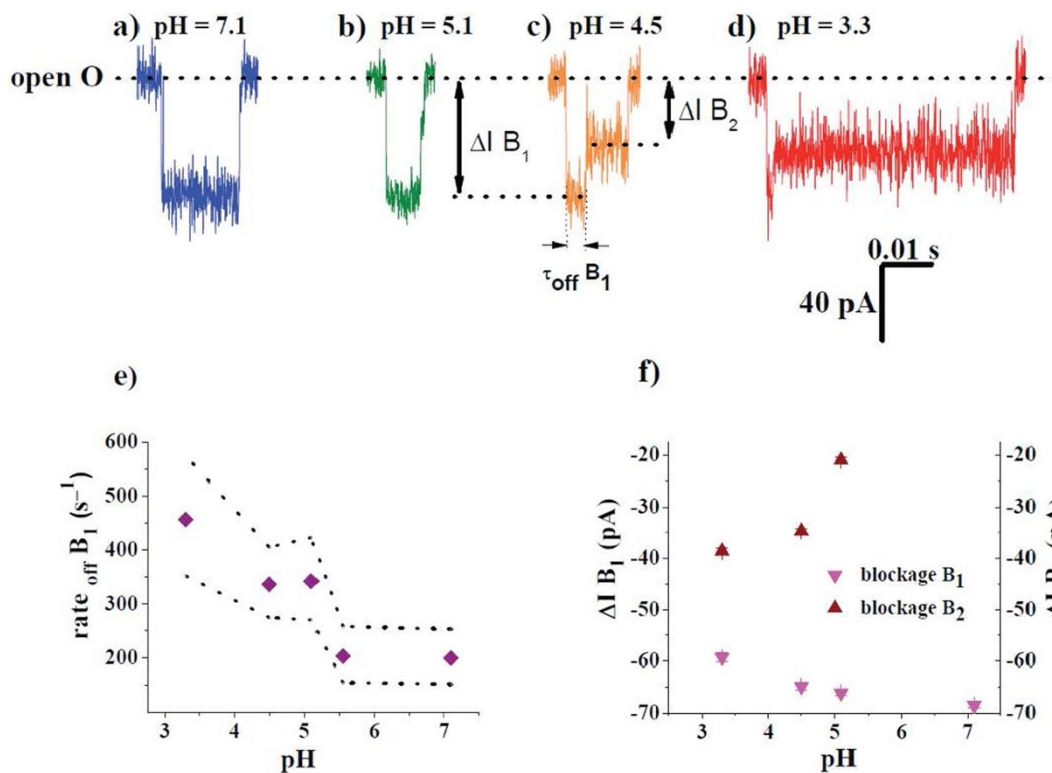 a) pH = 7.1 b) pH = 5.1 c) pH = 4.5 d) pH = 3.3
open O
ΔI B1
ΔI B2
τoff B1
0.01 s
40 pA
e)
rate off B1 (s–1)
600
500
400
300
200
3 4 5 6 7
pH
f)
ΔI B1 (pA)
-20
-30
-40
-50
-60
-70
blockage B1
blockage B2
-20
-30
-40
-50
-60
-70
3 4 5 6 7
pH